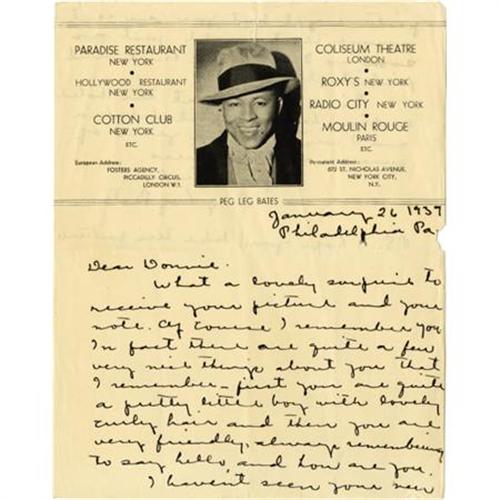 PARADISE RESTAURANT
NEW YORK
HOLLYWOOD RESTAURANT
NEW YORK
COTTON CLUB
NEW YORK
ETC.
European Address:
FOSTERS AGENCY,
PICCADILLY CIRCUS,
LONDON W.1.
COLISEUM THEATRE
LONDON
ROXY'S NEW YORK
RADIO CITY NEW YORK
MOULIN ROUGE
PARIS
ETC.
Permanent Address:
672 ST. NICHOLAS AVENUE,
NEW YORK CITY,
N.Y.
PEG LEG BATES
January 26 1937
Philadelphia Pa.
Dear Donnie.
What a lovely surprise to
receive your picture and your
note. Of course I remember you
In fact there are quite a few
very nice things about you that
I remember. first you are quite
a pretty little boy with lovely
curly hair and then you are
very friendly, always remembering
to say hello, and how are you.
I havent seen your new